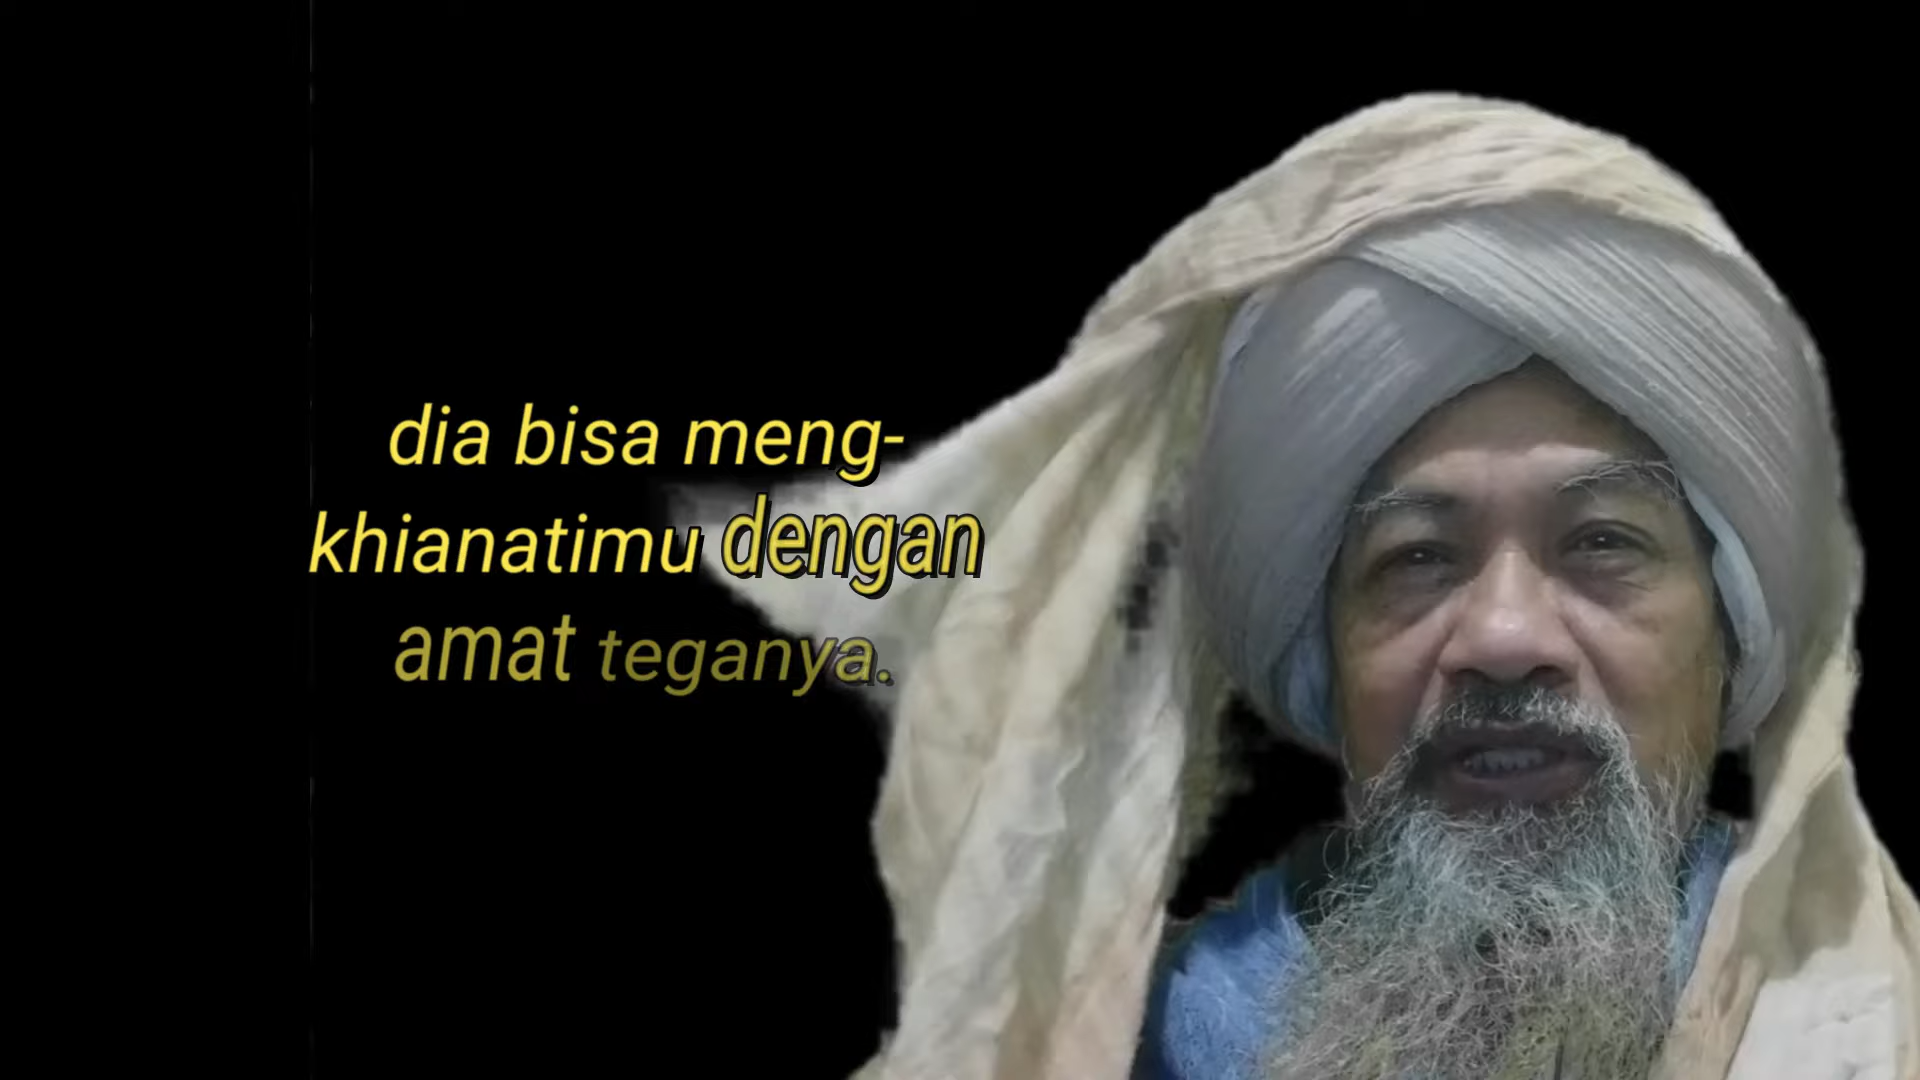 dia bisa meng-
khianatimu dengan
amat teganya.